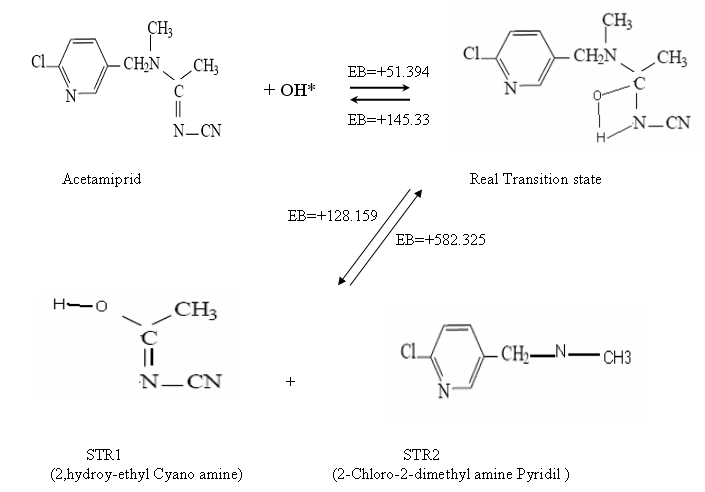 CH₃
Cl
CH₂N
CH₃
C
N
N—CN
+ OH*
EB=+51.394
EB=+145.33
CH₃
Cl
CH₂N
CH₃
C
O
N
H
N—CN
Acetamiprid
Real Transition state
EB=+128.159
EB=+582.325
H—O
CH₃
C
N—CN
+
Cl
CH₂—N—CH3
N
STR1
STR2
(2,hydroy-ethyl Cyano amine)
(2-Chloro-2-dimethyl amine Pyridil )